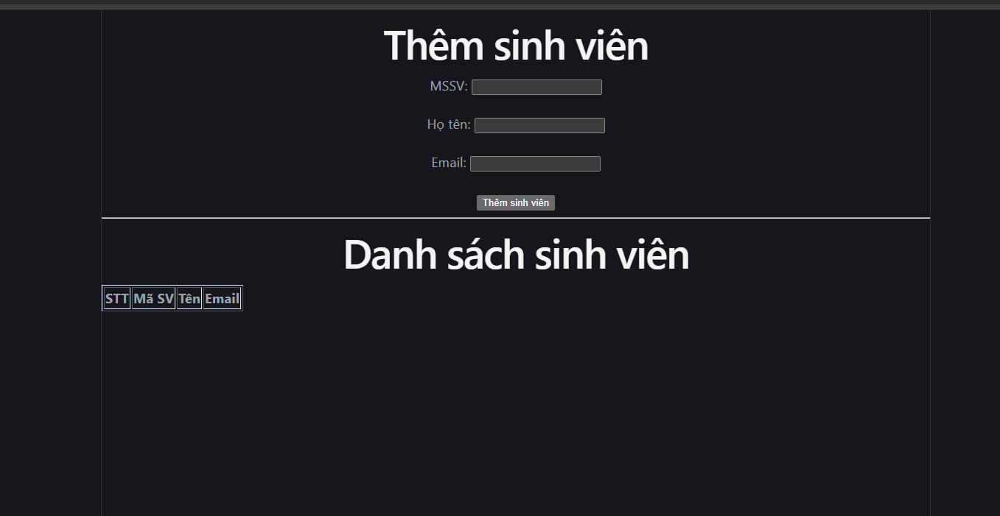 Thêm sinh viên
MSSV:
Họ tên:
Email:
Thêm sinh viên
Danh sách sinh viên
STT Mã SV Tên Email